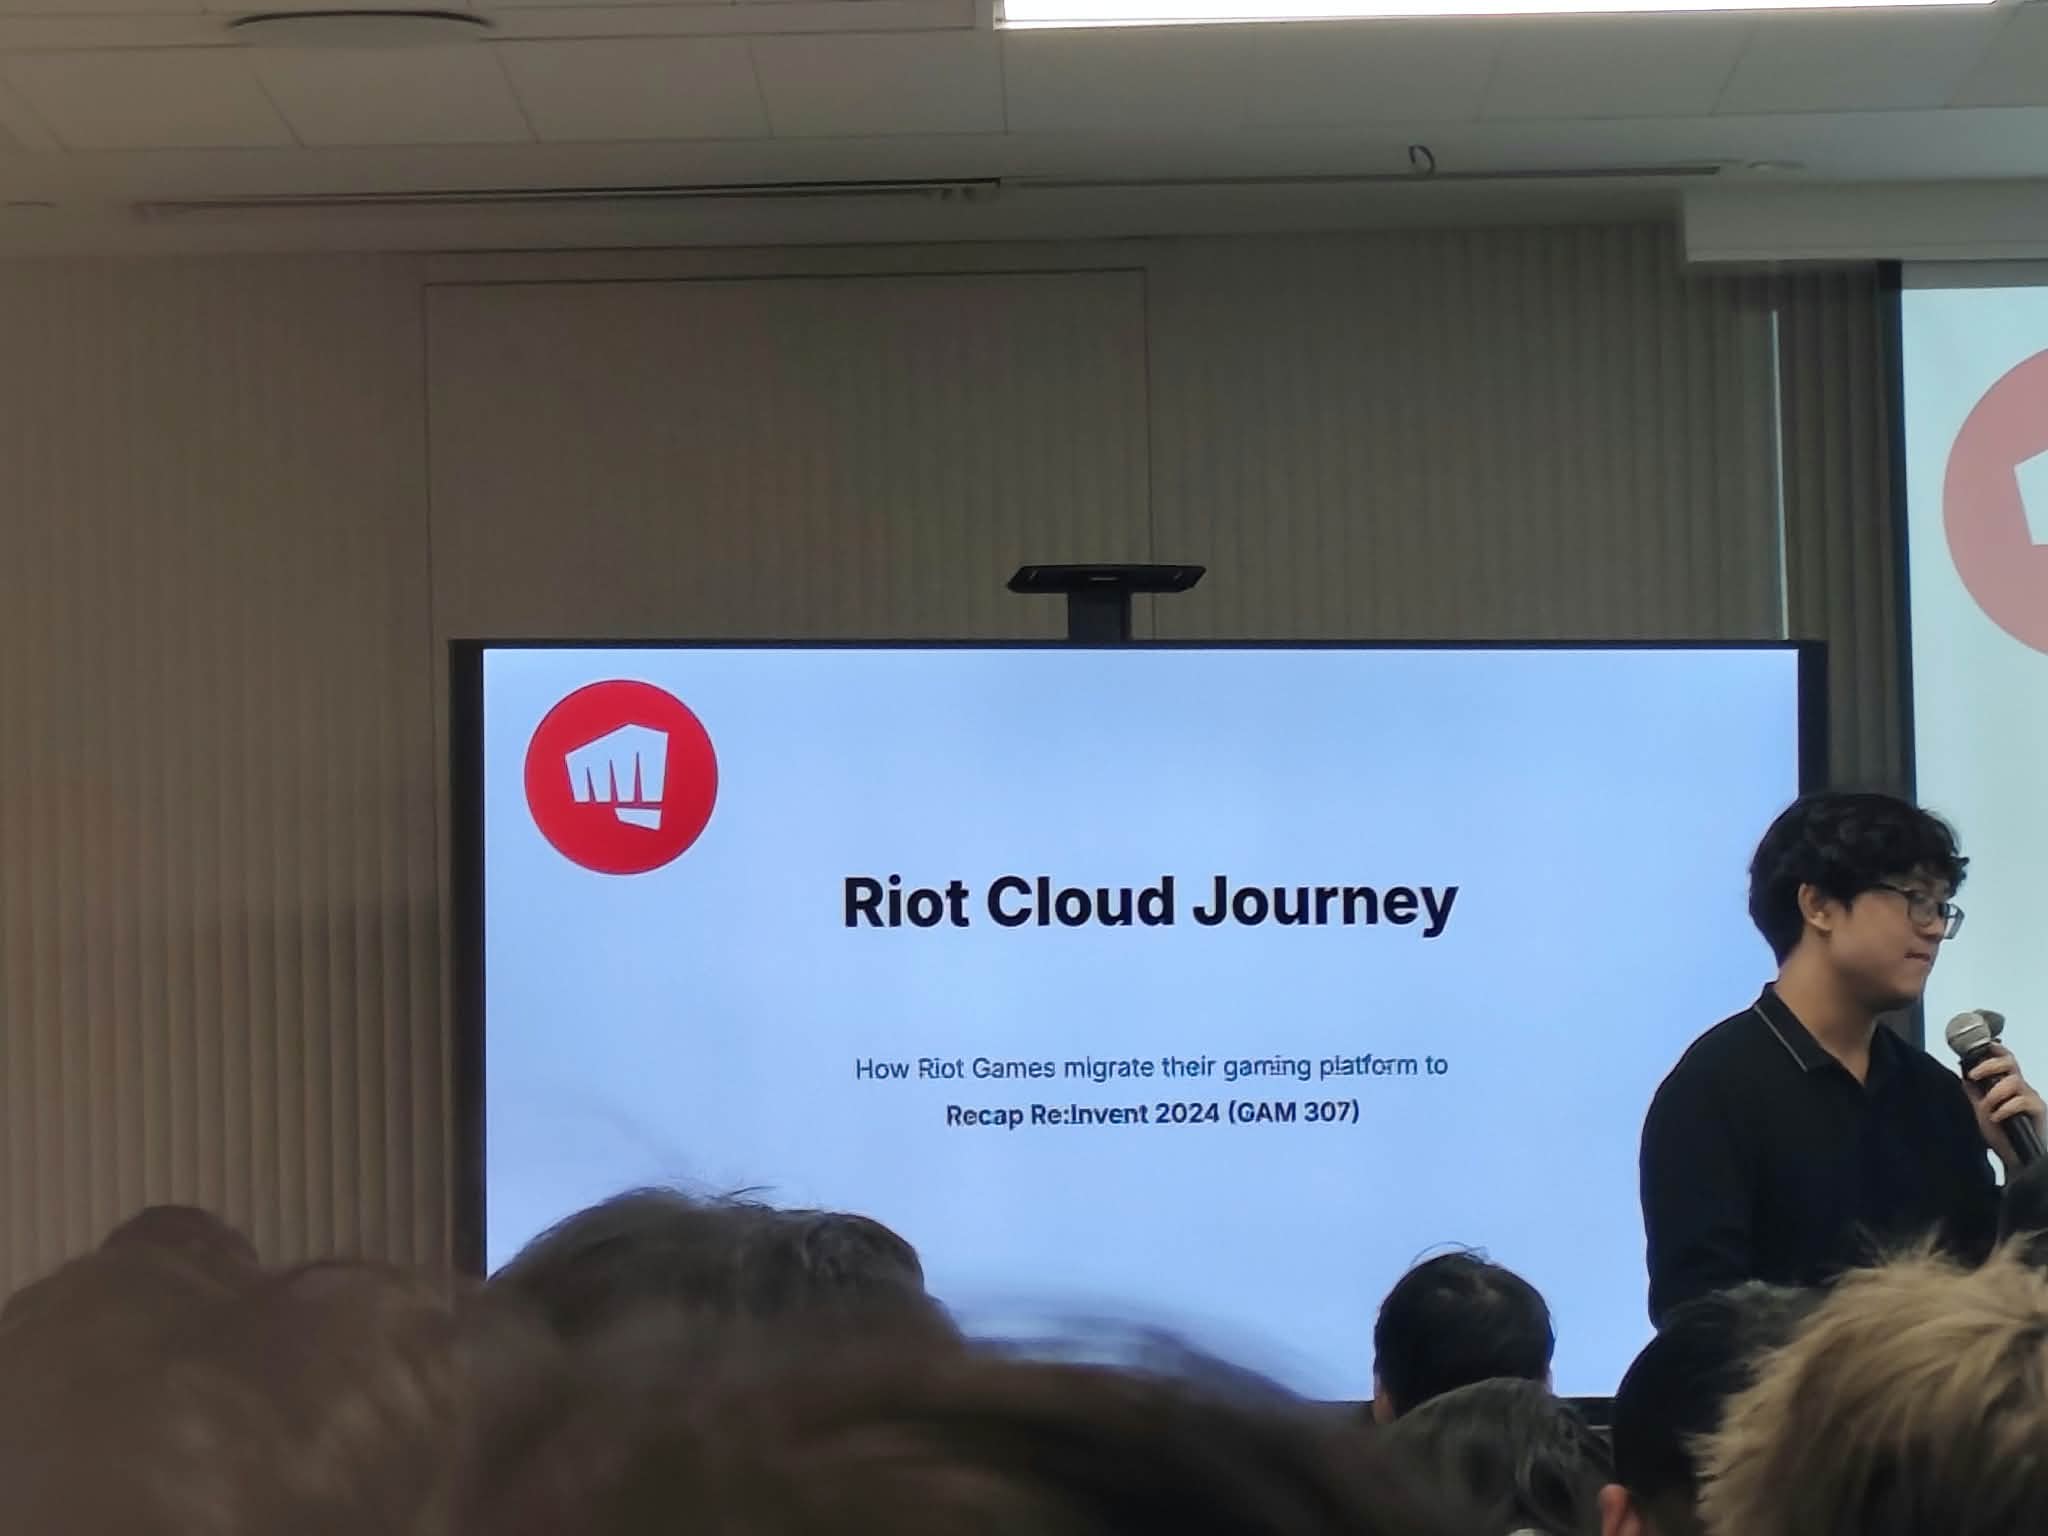 Riot Cloud Journey
How Riot Games migrate their gaming platform to
Recap Re:Invent 2024 (GAM 307)